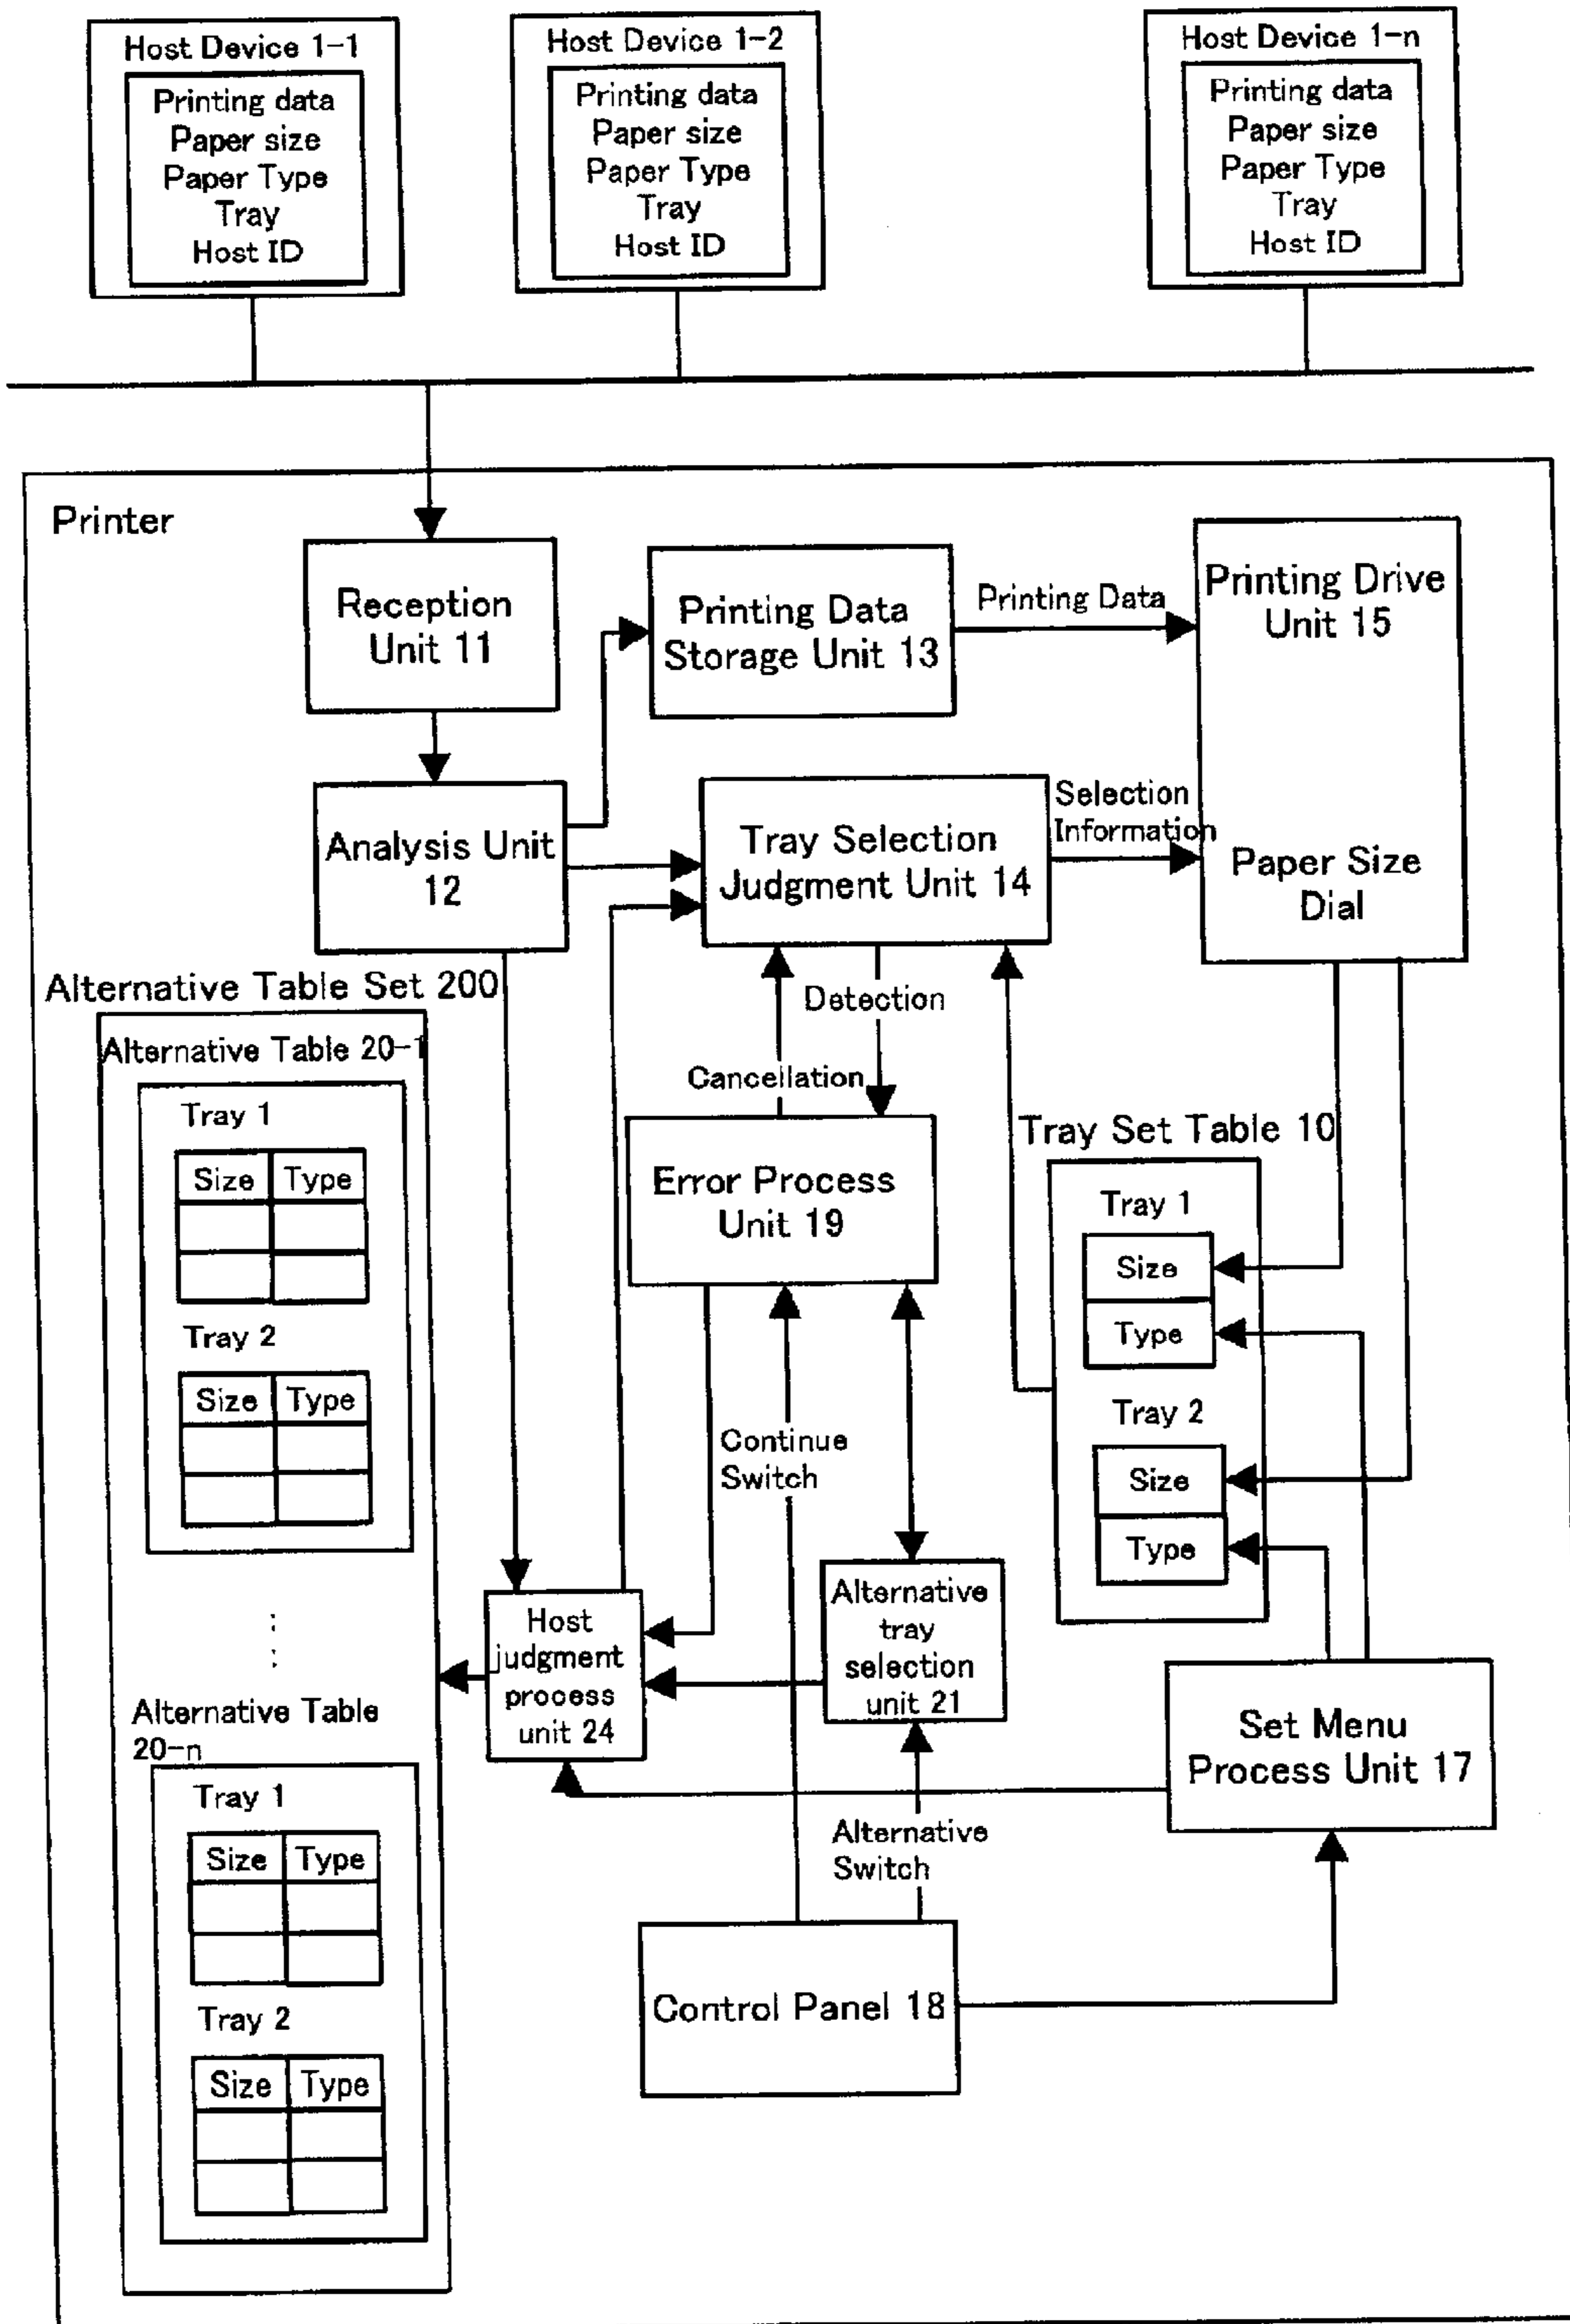 Host Device 1-1
Printing data
Paper size
Paper Type
Tray
Host ID
Host Device 1-2
Printing data
Paper size
Paper Type
Tray
Host ID
Host Device 1-n
Printing data
Paper size
Paper Type
Tray
Host ID
Printer
Reception
Unit 11
Printing Data
Storage Unit 13
Printing Data
Printing Drive
Unit 15
Paper Size
Dial
Analysis Unit
12
Tray Selection
Judgment Unit 14
Selection
Information
Alternative Table Set 200
Alternative Table 20-1
Tray 1
Size Type
Tray 2
Size Type
Detection
Cancellation
Error Process
Unit 19
Tray Set Table 10
Tray 1
Size
Type
Tray 2
Size
Type
Continue
Switch
Host
judgment
process
unit 24
Alternative
tray
selection
unit 21
Set Menu
Process Unit 17
Alternative Table
20-n
Tray 1
Size Type
Tray 2
Size Type
Alternative
Switch
Control Panel 18